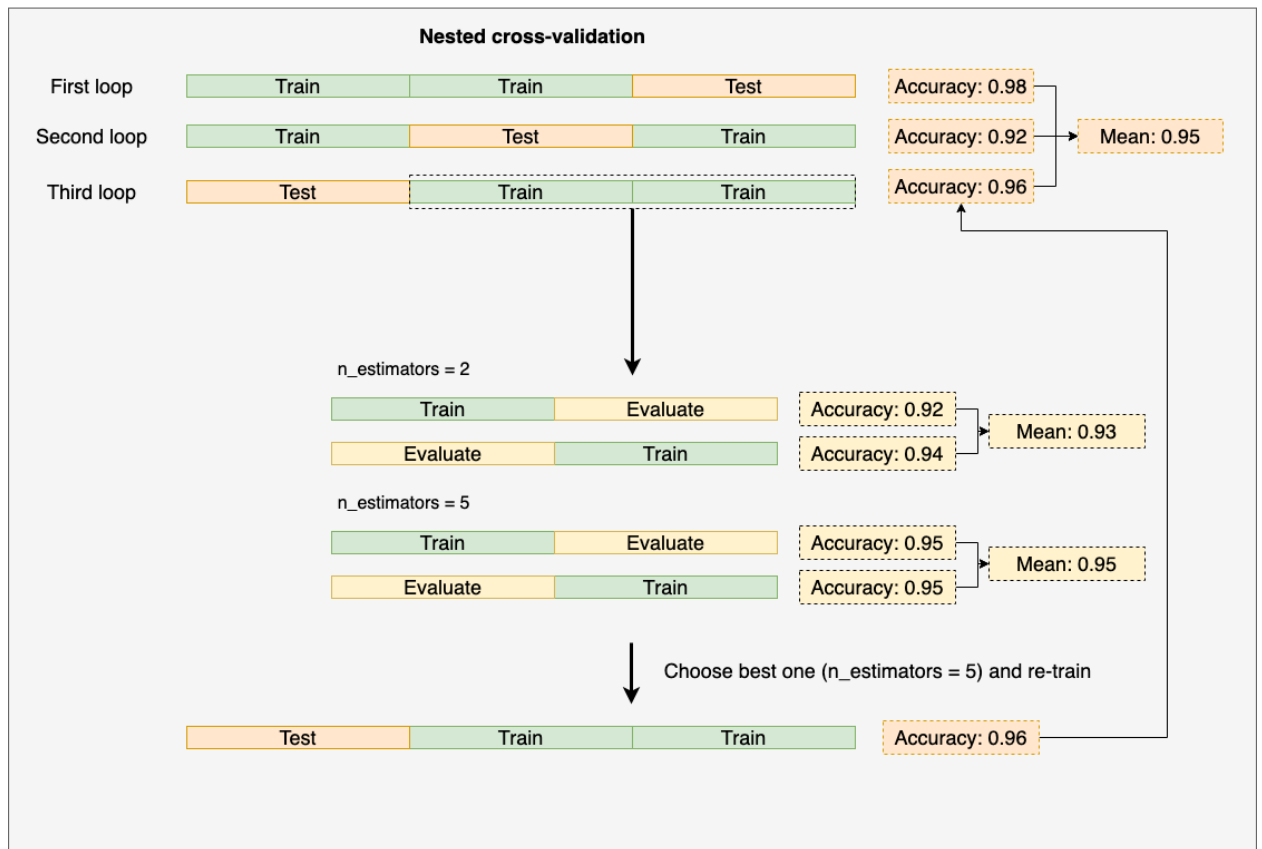 Nested cross-validation
First loop Train Train Test Accuracy: 0.98
Second loop Train Test Train Accuracy: 0.92 Mean: 0.95
Third loop Test Train Train Accuracy: 0.96
n_estimators = 2
Train Evaluate Accuracy: 0.92
Mean: 0.93
Evaluate Train Accuracy: 0.94
n_estimators = 5
Train Evaluate Accuracy: 0.95
Mean: 0.95
Evaluate Train Accuracy: 0.95
Choose best one (n_estimators = 5) and re-train
Test Train Train Accuracy: 0.96